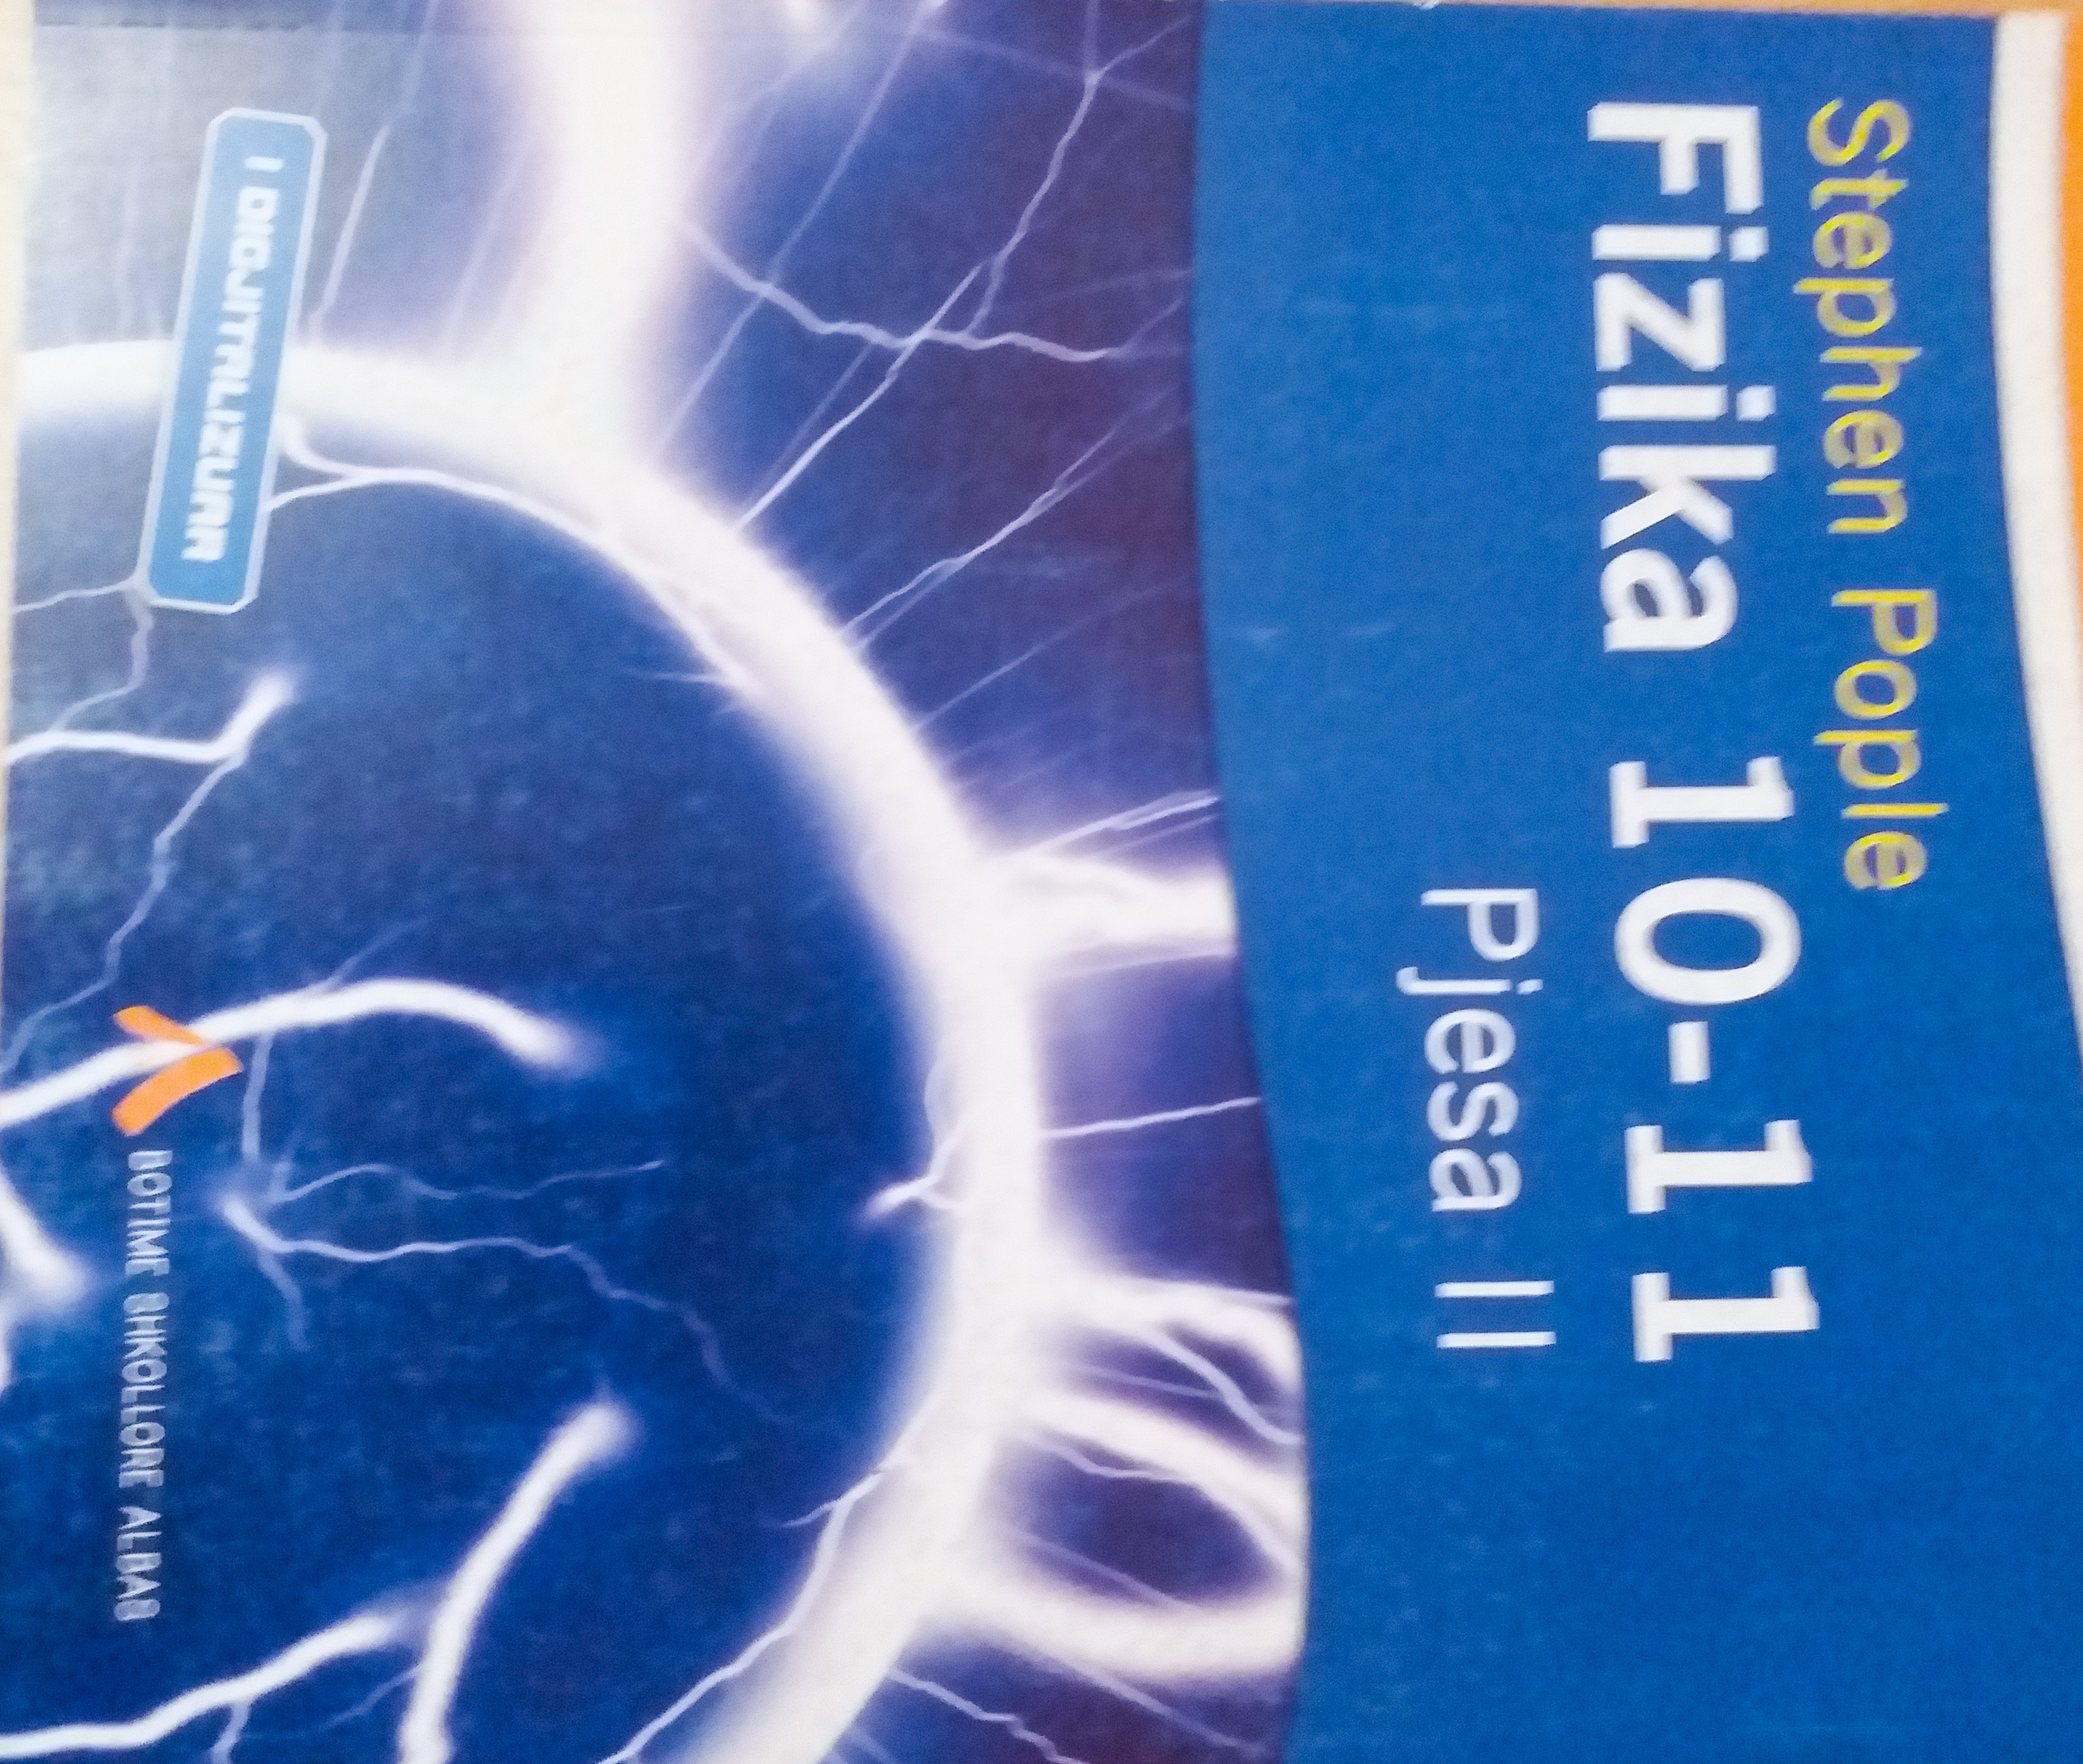 Stephen Pople
Fizika 10-11
Pjesa II
I DIGJITALIZUAR
BOTIME SHKOLLORE ALBAS